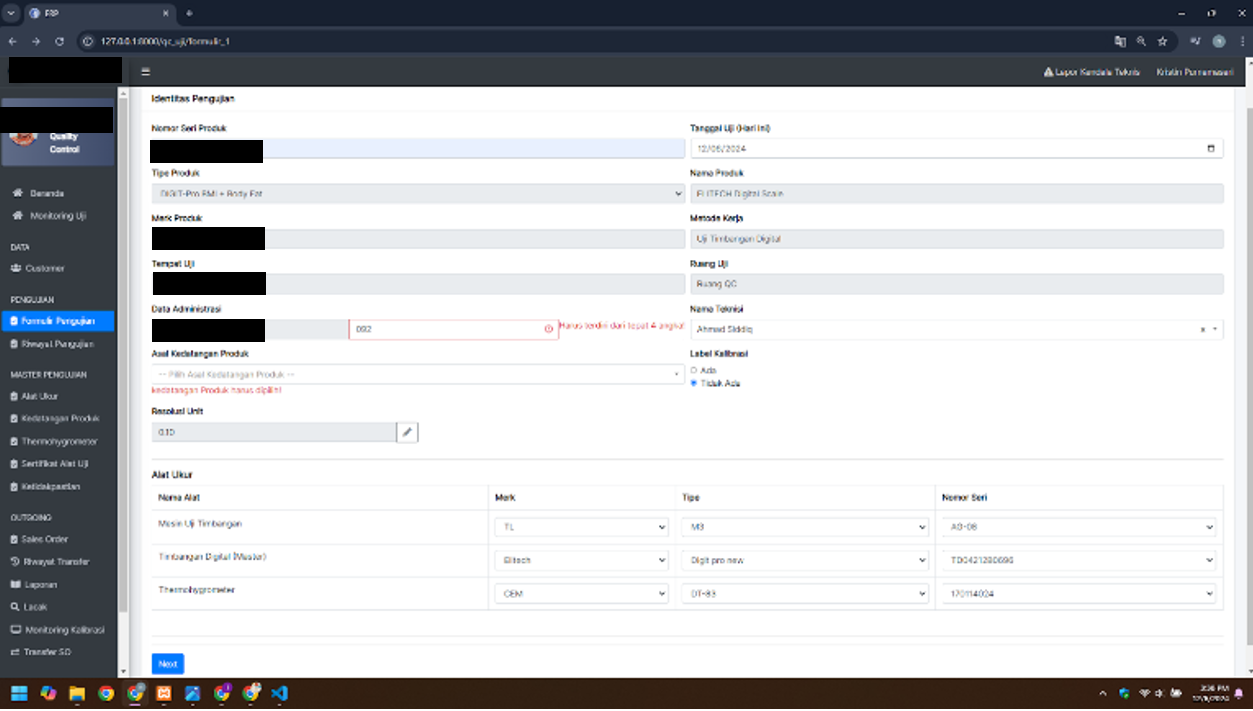 ERP
127.0.0.1:8000/qc_uji/formulir_1
Lapor Kendala Teknis Kristin Purnamasari
Quality
Control
Beranda
Monitoring Uji
DATA
Customer
PENGUJIAN
Formulir Pengujian
Riwayat Pengujian
MASTER PENGUJIAN
Alat Ukur
Kedatangan Produk
Thermohygrometer
Sertifikat Alat Uji
Ketidakpastian
OUTGOING
Sales Order
Riwayat Transfer
Laporan
Lacak
Monitoring Kalibrasi
Transfer SO
Identitas Pengujian
Nomor Seri Produk
Tanggal Uji (Hari Ini)
12/06/2024
Tipe Produk
DIGIT-Pro BMI + Body Fat
Nama Produk
ELITECH Digital Scale
Merk Produk
Metode Kerja
Uji Timbangan Digital
Tempat Uji
Ruang Uji
Ruang QC
Data Administrasi
092
Harus terdiri dari tepat 4 angka!
Nama Teknisi
Ahmad Siddiq
Asal Kedatangan Produk
-- Pilih Asal Kedatangan Produk --
kedatangan Produk harus dipilih!
Label Kalibrasi
Ada
Tidak Ada
Resolusi Unit
0.10
Alat Ukur
Nama Alat Merk Tipe Nomor Seri
Mesin Uji Timbangan TL M3 AG-08
Timbangan Digital (Master) Elitech Digit pro new TD0421280696
Thermohygrometer CEM DT-83 170114024
Next
3:36 PM
12/6/2024